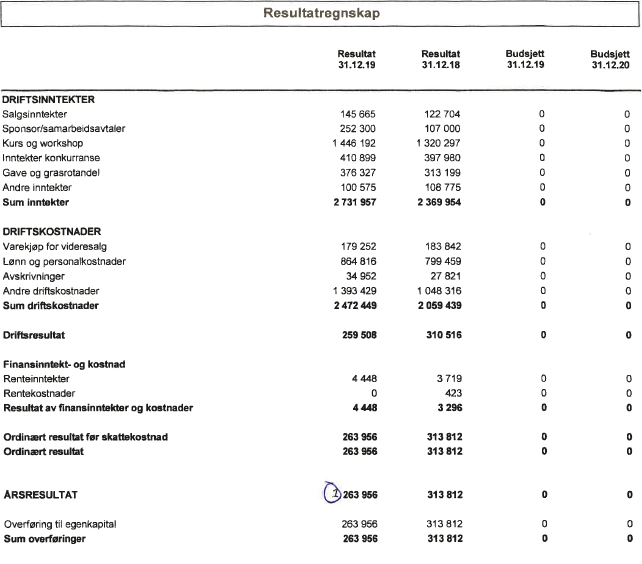 Resultatregnskap
Resultat Resultat Budsjett Budsjett
31.12.19 31.12.18 31.12.19 31.12.20
DRIFTSINNTEKTER
Salgsinntekter 145 665 122 704 0 0
Sponsor/samarbeidsavtaler 252 300 107 000 0 0
Kurs og workshop 1 446 192 1 320 297 0 0
Inntekter konkurranse 410 899 397 980 0 0
Gave og grasrotandel 376 327 313 199 0 0
Andre inntekter 100 575 108 775 0 0
Sum inntekter 2 731 957 2 369 954 0 0
DRIFTSKOSTNADER
Varekjøp for videresalg 179 252 183 842 0 0
Lønn og personalkostnader 864 816 799 459 0 0
Avskrivninger 34 952 27 821 0 0
Andre driftskostnader 1 393 429 1 048 316 0 0
Sum driftskostnader 2 472 449 2 059 439 0 0
Driftsresultat 259 508 310 516 0 0
Finansinntekt- og kostnad
Renteinntekter 4 448 3 719 0 0
Rentekostnader 0 423 0 0
Resultat av finansinntekter og kostnader 4 448 3 296 0 0
Ordinært resultat før skattekostnad 263 956 313 812 0 0
Ordinært resultat 263 956 313 812 0 0
ÅRSRESULTAT 1 263 956 313 812 0 0
Overføring til egenkapital 263 956 313 812 0 0
Sum overføringer 263 956 313 812 0 0